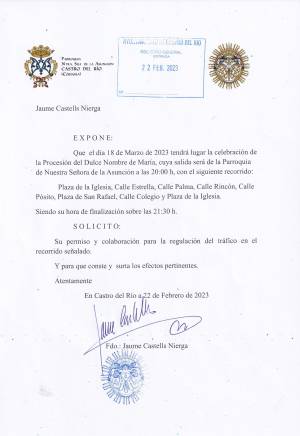 PARROQUIA
NTRA. SRA. DE LA ASUNCIÓN
CASTRO DEL RÍO
(CÓRDOBA)
AYUNTAMIENTO DE CASTRO DEL RÍO
REGISTRO GENERAL
ENTRADA
22 FEB. 2023
Jaume Castells Nierga
E X P O N E:
Que el día 18 de Marzo de 2023 tendrá lugar la celebración de
la Procesión del Dulce Nombre de María, cuya salida será de la Parroquia
de Nuestra Señora de la Asunción a las 20:00 h, con el siguiente recorrido:
Plaza de la Iglesia, Calle Estrella, Calle Palma, Calle Rincón, Calle
Pósito, Plaza de San Rafael, Calle Colegio y Plaza de la Iglesia.
Siendo su hora de finalización sobre las 21:30 h.
S O L I C I T O:
Su permiso y colaboración para la regulación del tráfico en el
recorrido señalado.
Y para que conste y surta los efectos pertinentes.
Atentamente
En Castro del Río a 22 de Febrero de 2023
Jaume Castells
Fdo.: Jaume Castells Nierga